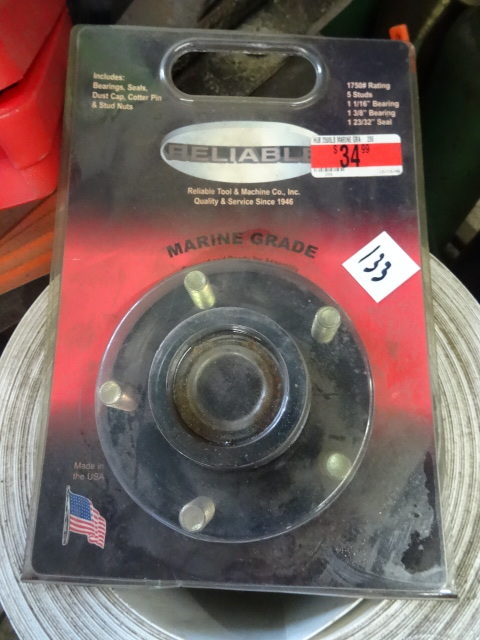 Includes:
Bearings, Seals,
Dust Cap, Cotter Pin
& Stud Nuts
1750# Rating
5 Studs
1 1/16" Bearing
1 3/8" Bearing
1 23/32" Seal
RELIABLE
$34.99
Reliable Tool & Machine Co., Inc.
Quality & Service Since 1946
MARINE GRADE
133
Made in
the USA